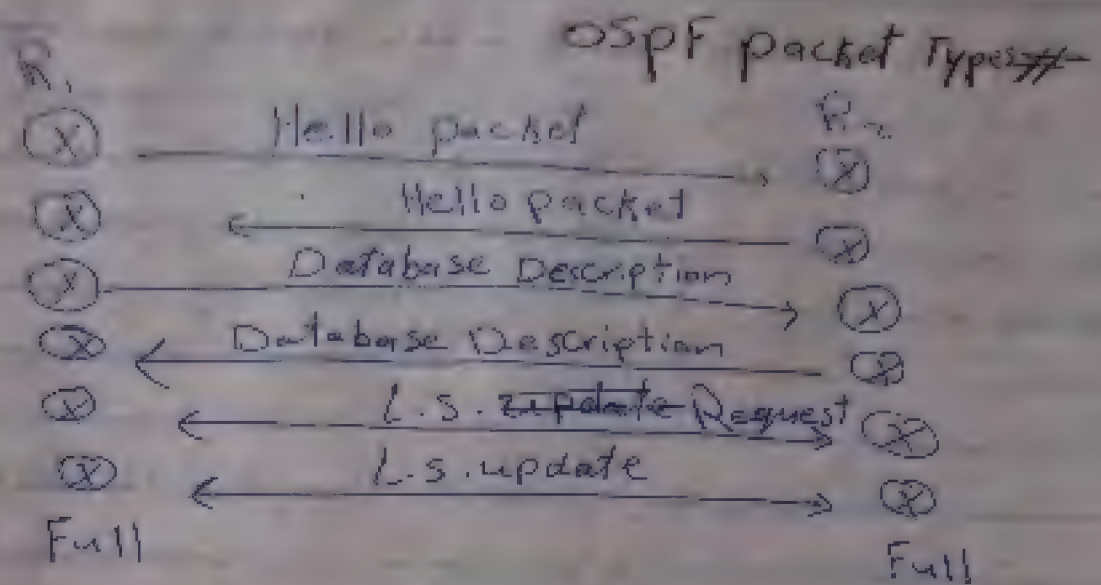 OSPF packet Types#
R1
Hello packet
R2
Hello packet
Database Description
Database Description
L.S. update Request
L.S. update
Full
Full